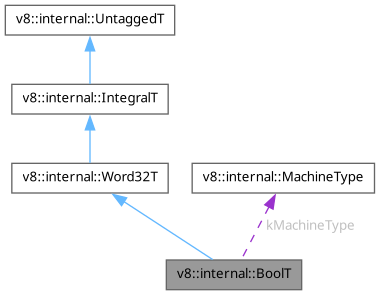 v8::internal::UntaggedT
v8::internal::IntegralT
v8::internal::Word32T
v8::internal::MachineType
kMachineType
v8::internal::BoolT